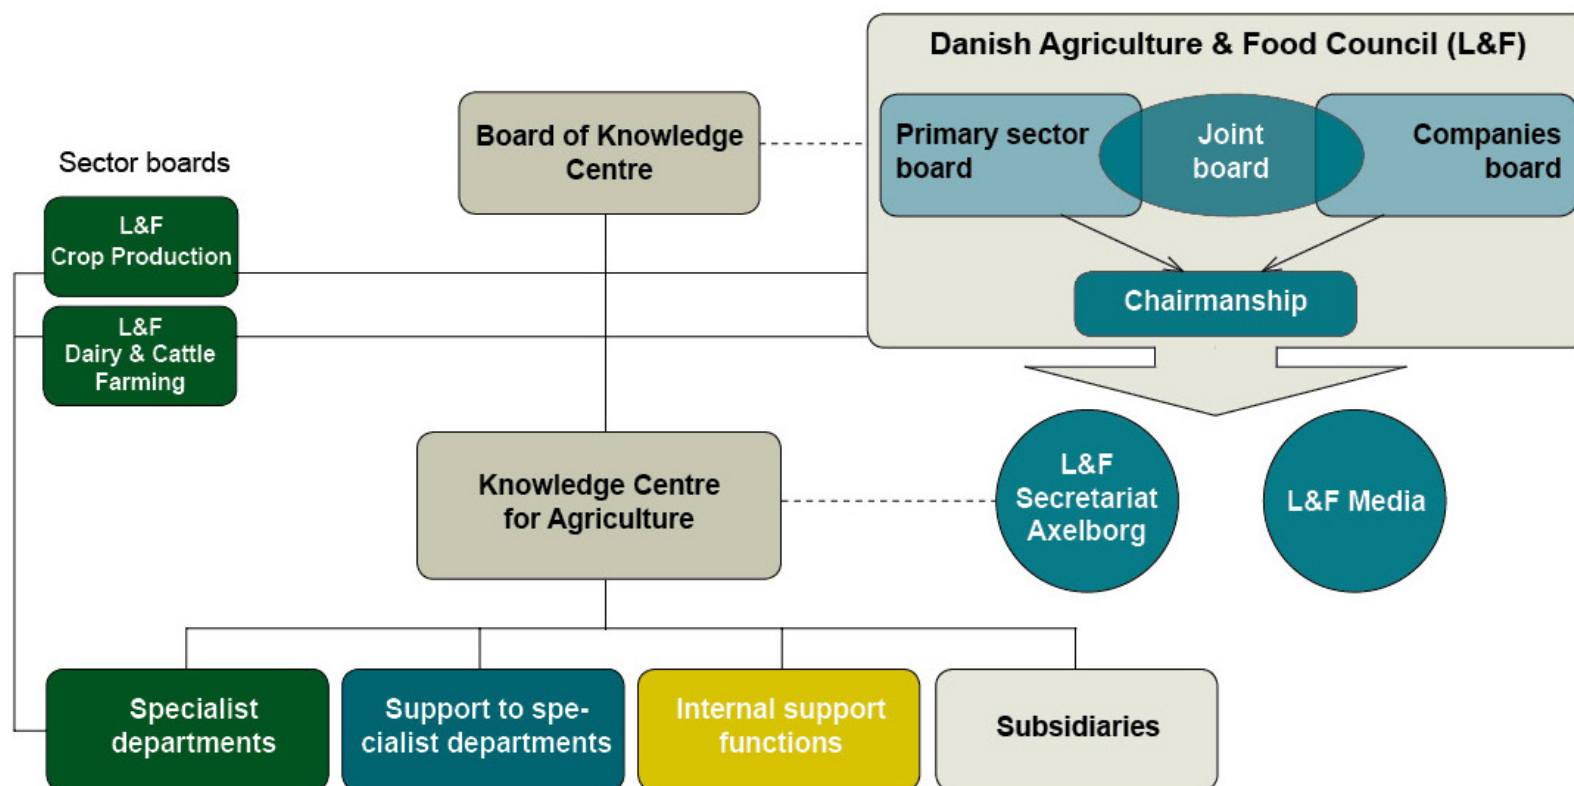 Danish Agriculture & Food Council (L&F)
Primary sector
board
Joint
board
Companies
board
Chairmanship
Board of Knowledge
Centre
Sector boards
L&F
Crop Production
L&F
Dairy & Cattle
Farming
Knowledge Centre
for Agriculture
L&F
Secretariat
Axelborg
L&F Media
Specialist
departments
Support to spe-
cialist departments
Internal support
functions
Subsidiaries